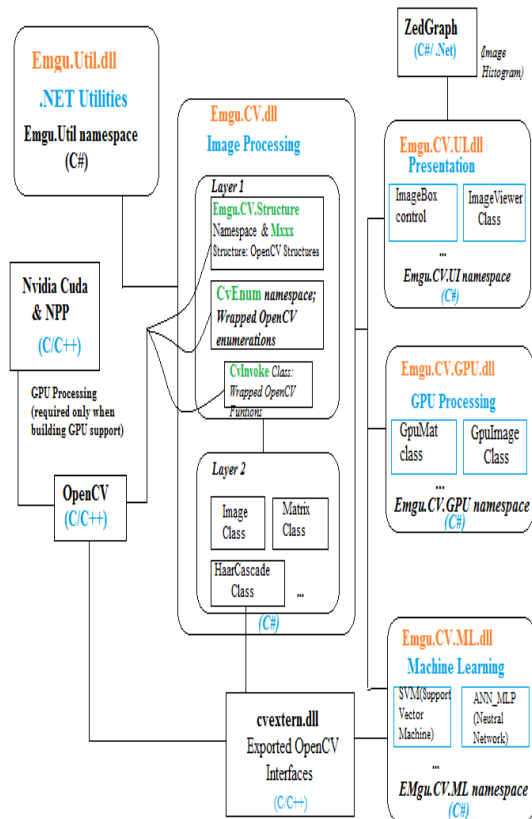 Emgu.Util.dll
.NET Utilities
Emgu.Util namespace
(C#)
Nvidia Cuda
& NPP
(C/C++)
GPU Processing
(required only when
building GPU support)
OpenCV
(C/C++)
Emgu.CV.dll
Image Processing
Layer 1
Emgu.CV.Structure
Namespace & Mxxx
Structure: OpenCV Structures
CvEnum namespace;
Wrapped OpenCV
enumerations
CvInvoke Class:
Wrapped OpenCV
Funtions
Layer 2
Image
Class
Matrix
Class
HaarCascade
Class
...
(C#)
cvextern.dll
Exported OpenCV
Interfaces
(C/C++)
ZedGraph
(C#/ .Net)
(Image
Histogram)
Emgu.CV.UI.dll
Presentation
ImageBox
control
ImageViewer
Class
...
Emgu.CV.UI namespace
(C#)
Emgu.CV.GPU.dll
GPU Processing
GpuMat
class
GpuImage
Class
...
Emgu.CV.GPU namespace
(C#)
Emgu.CV.ML.dll
Machine Learning
SVM(Support
Vector
Machine)
ANN_MLP
(Neutral
Network)
...
EMgu.CV.ML namespace
(C#)